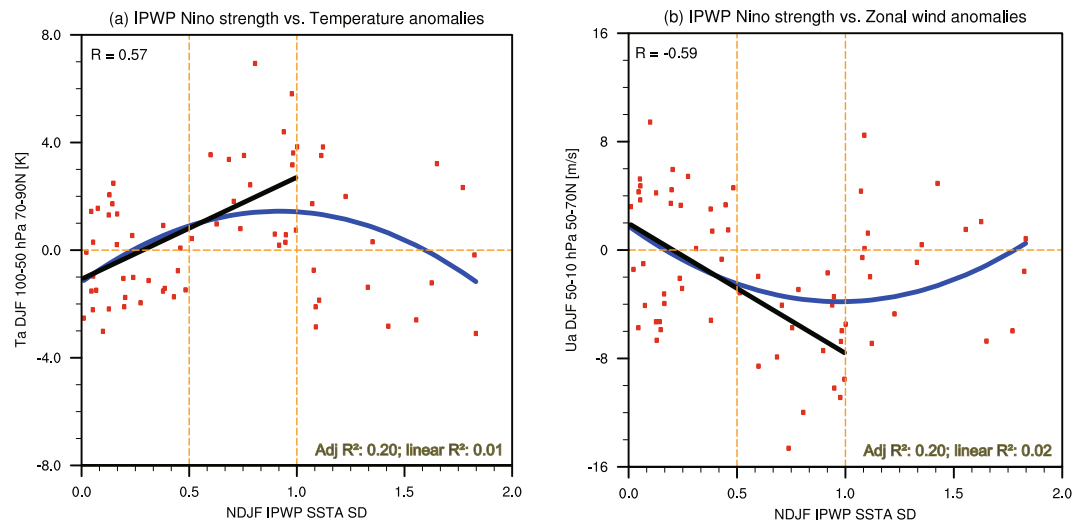 (a) IPWP Nino strength vs. Temperature anomalies
8.0
R = 0.57
4.0
0.0
-4.0
-8.0
Ta DJF 100-50 hPa 70-90N [K]
Adj R²: 0.20; linear R²: 0.01
0.0 0.5 1.0 1.5 2.0
NDJF IPWP SSTA SD
(b) IPWP Nino strength vs. Zonal wind anomalies
16
R = -0.59
8
0
-8
-16
Ua DJF 50-10 hPa 50-70N [m/s]
Adj R²: 0.20; linear R²: 0.02
0.0 0.5 1.0 1.5 2.0
NDJF IPWP SSTA SD